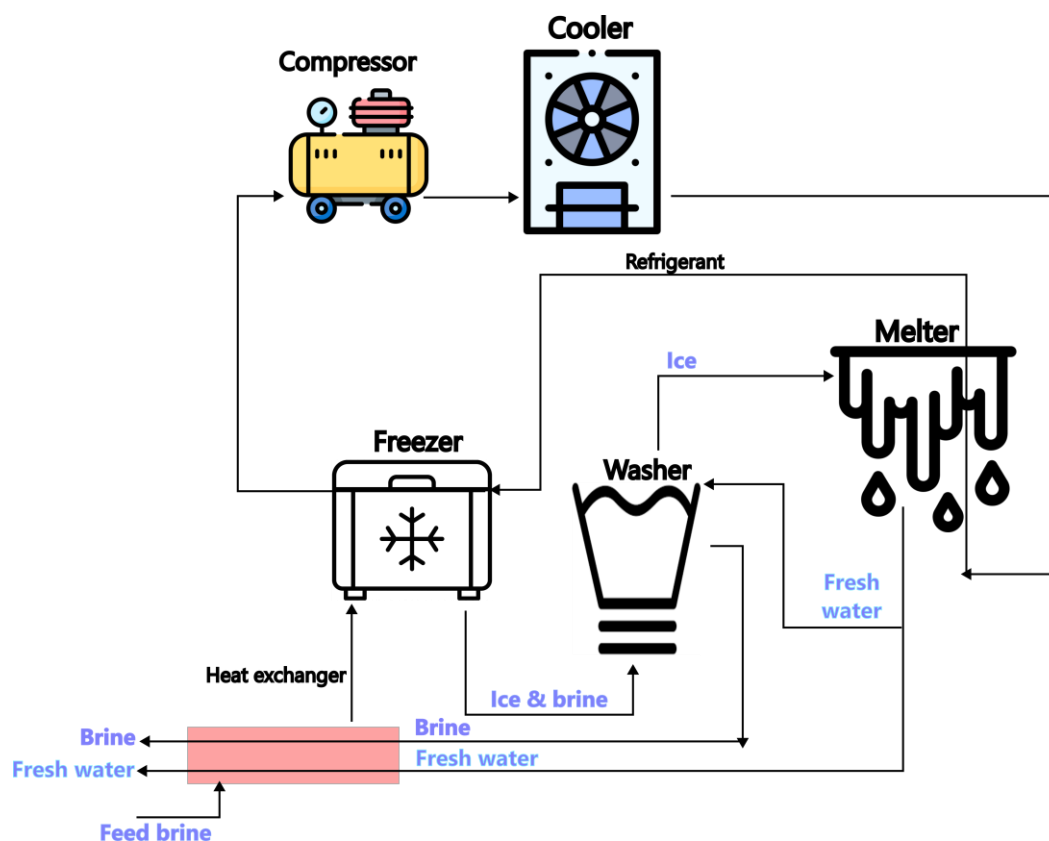 Cooler
Compressor
Refrigerant
Melter
Ice
Freezer
Washer
Fresh
water
Heat exchanger
Ice & brine
Brine
Brine
Fresh water
Fresh water
Feed brine